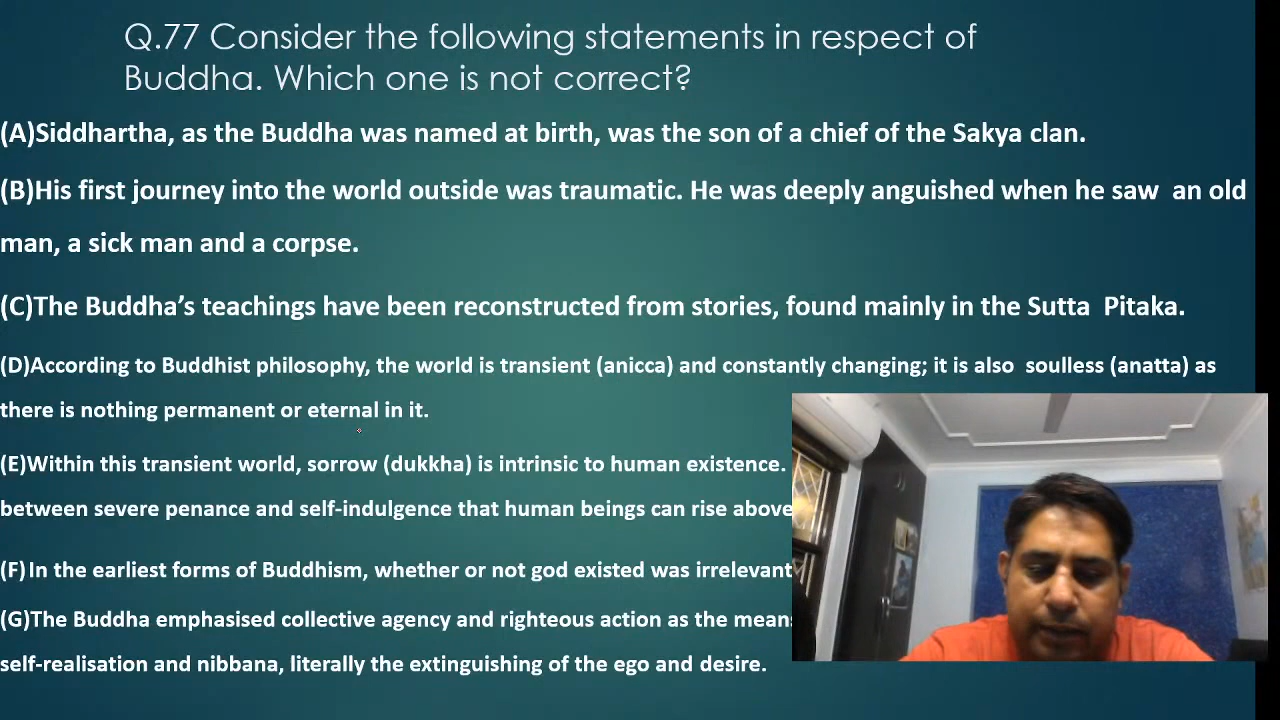 Q.77 Consider the following statements in respect of
Buddha. Which one is not correct?
(A)Siddhartha, as the Buddha was named at birth, was the son of a chief of the Sakya clan.
(B)His first journey into the world outside was traumatic. He was deeply anguished when he saw an old
man, a sick man and a corpse.
(C)The Buddha’s teachings have been reconstructed from stories, found mainly in the Sutta Pitaka.
(D)According to Buddhist philosophy, the world is transient (anicca) and constantly changing; it is also soulless (anatta) as
there is nothing permanent or eternal in it.
(E)Within this transient world, sorrow (dukkha) is intrinsic to human existence.
between severe penance and self-indulgence that human beings can rise above
(F) In the earliest forms of Buddhism, whether or not god existed was irrelevant
(G)The Buddha emphasised collective agency and righteous action as the means
self-realisation and nibbana, literally the extinguishing of the ego and desire.